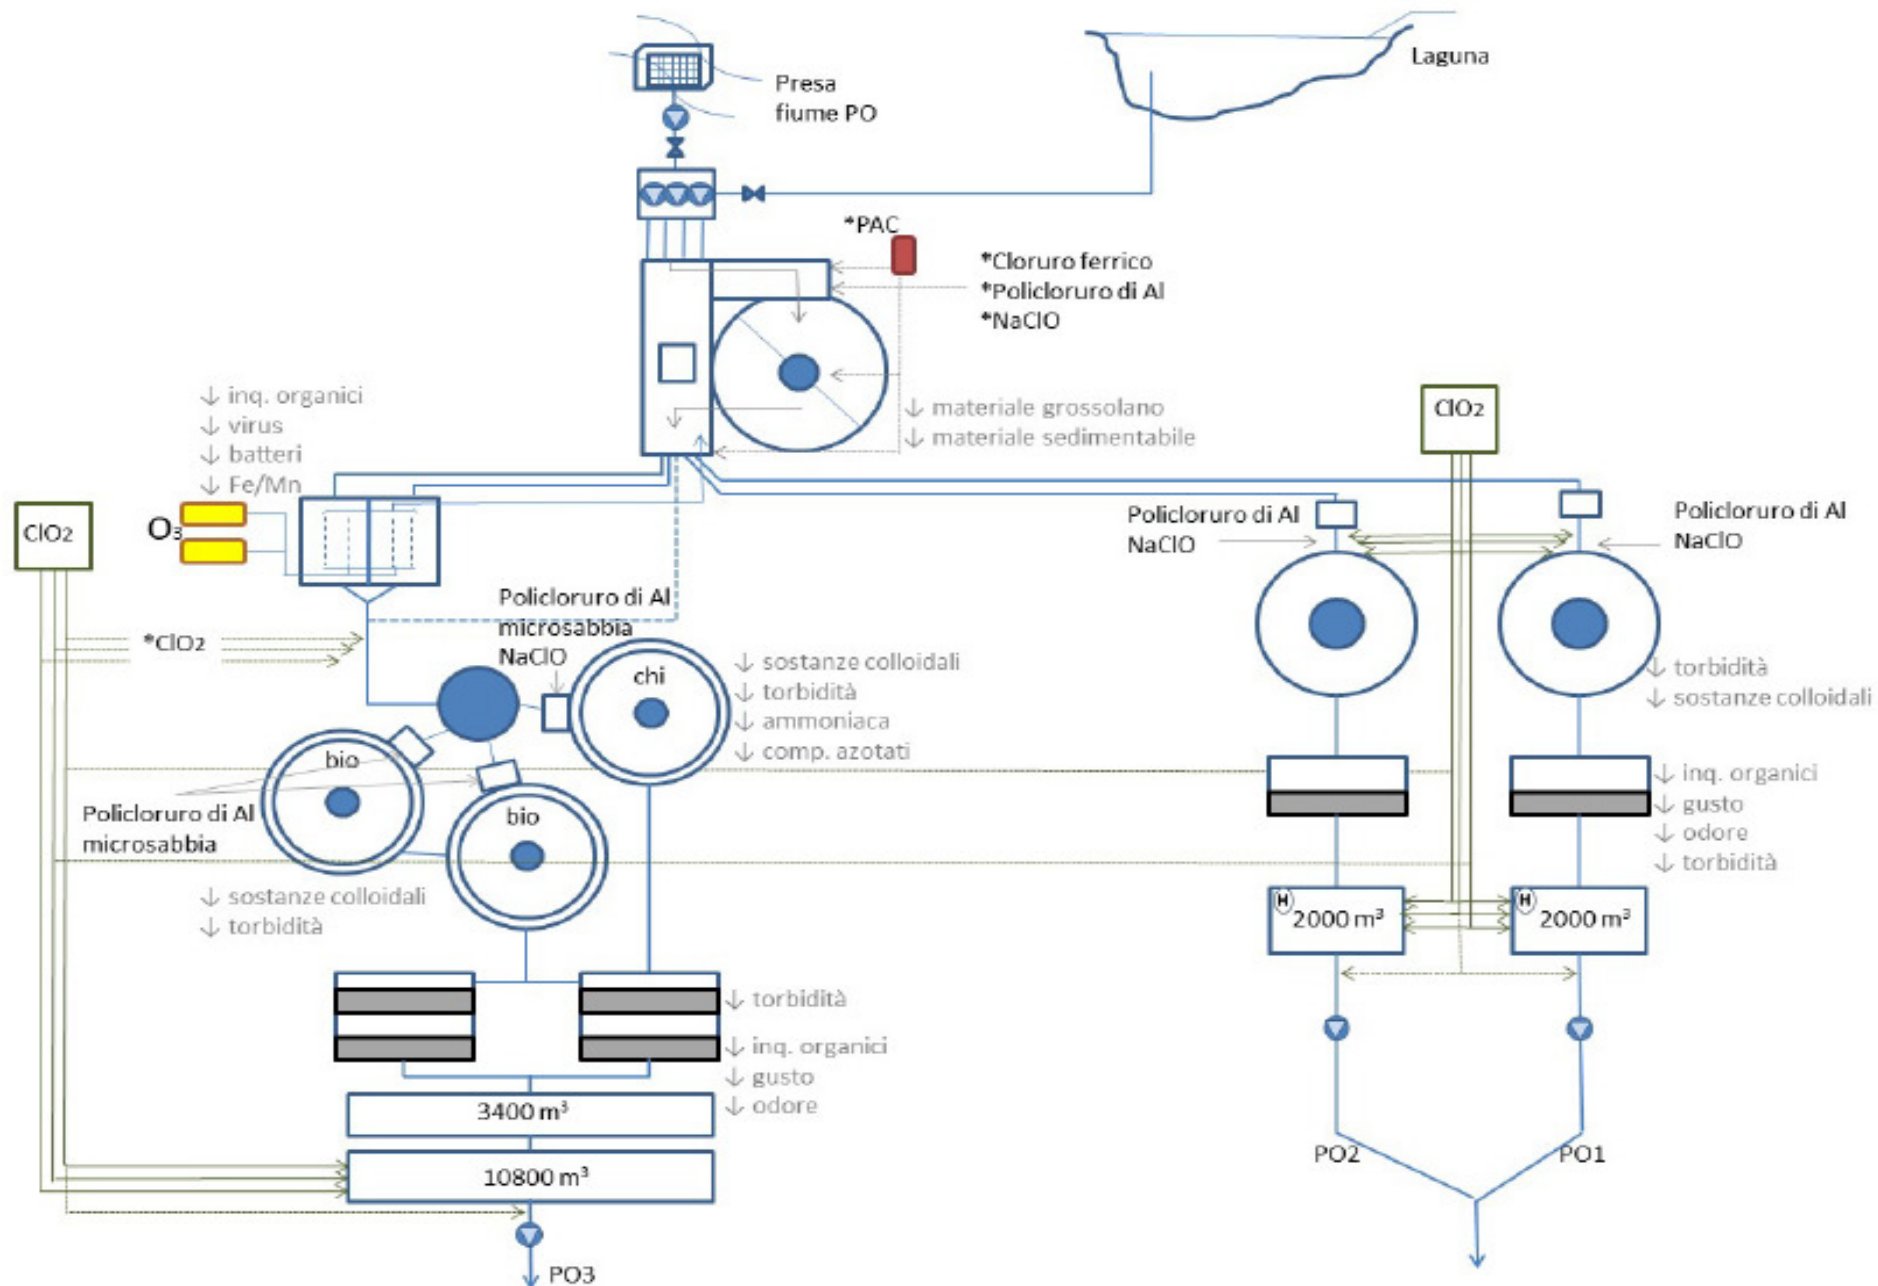 Presa
fiume PO
Laguna
*PAC
*Cloruro ferrico
*Policloruro di Al
*NaClO
↓ materiale grossolano
↓ materiale sedimentabile
↓ inq. organici
↓ virus
↓ batteri
↓ Fe/Mn
ClO2
O3
ClO2
Policloruro di Al
NaClO
Policloruro di Al
NaClO
*ClO2
Policloruro di Al
microsabbia
NaClO
chi
↓ sostanze colloidali
↓ torbidità
↓ ammoniaca
↓ comp. azotati
↓ torbidità
↓ sostanze colloidali
bio
bio
Policloruro di Al
microsabbia
↓ sostanze colloidali
↓ torbidità
↓ inq. organici
↓ gusto
↓ odore
↓ torbidità
H
2000 m³
H
2000 m³
↓ torbidità
↓ inq. organici
↓ gusto
↓ odore
3400 m³
10800 m³
PO2
PO1
PO3